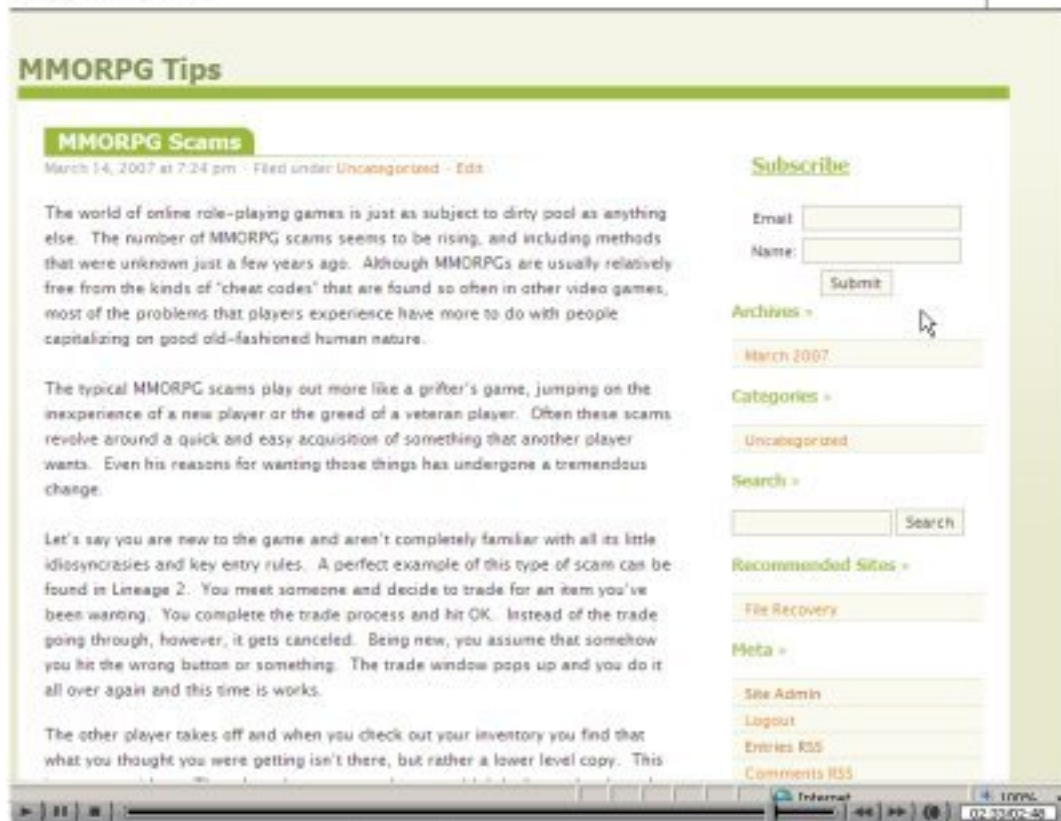 MMORPG Tips
MMORPG Scams
March 14, 2007 at 7:24 pm · Filed under Uncategorized · Edit
The world of online role-playing games is just as subject to dirty pool as anything
else. The number of MMORPG scams seems to be rising, and including methods
that were unknown just a few years ago. Although MMORPGs are usually relatively
free from the kinds of "cheat codes" that are found so often in other video games,
most of the problems that players experience have more to do with people
capitalizing on good old-fashioned human nature.
The typical MMORPG scams play out more like a grifter's game, jumping on the
inexperience of a new player or the greed of a veteran player. Often these scams
revolve around a quick and easy acquisition of something that another player
wants. Even his reasons for wanting those things has undergone a tremendous
change.
Let's say you are new to the game and aren't completely familiar with all its little
idiosyncrasies and key entry rules. A perfect example of this type of scam can be
found in Lineage 2. You meet someone and decide to trade for an item you've
been wanting. You complete the trade process and hit OK. Instead of the trade
going through, however, it gets canceled. Being new, you assume that somehow
you hit the wrong button or something. The trade window pops up and you do it
all over again and this time is works.
The other player takes off and when you check out your inventory you find that
what you thought you were getting isn't there, but rather a lower level copy. This
Subscribe
Email:
Name:
Submit
Archives »
March 2007
Categories »
Uncategorized
Search »
Search
Recommended Sites »
File Recovery
Meta »
Site Admin
Logout
Entries RSS
Comments RSS
Internet
100%
02:33/02:48